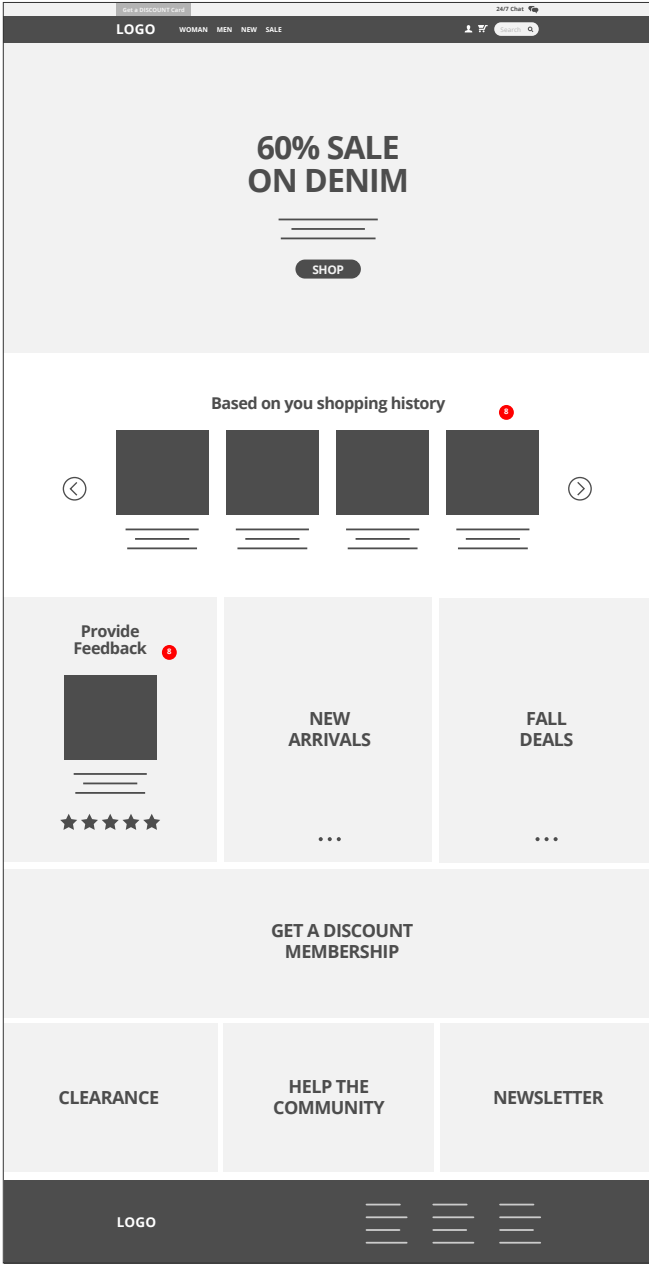 Get a DISCOUNT Card
24/7 Chat
LOGO
WOMAN MEN NEW SALE
Search
60% SALE
ON DENIM
SHOP
Based on you shopping history
8
Provide
Feedback
8
NEW
ARRIVALS
FALL
DEALS
GET A DISCOUNT
MEMBERSHIP
CLEARANCE
HELP THE
COMMUNITY
NEWSLETTER
LOGO